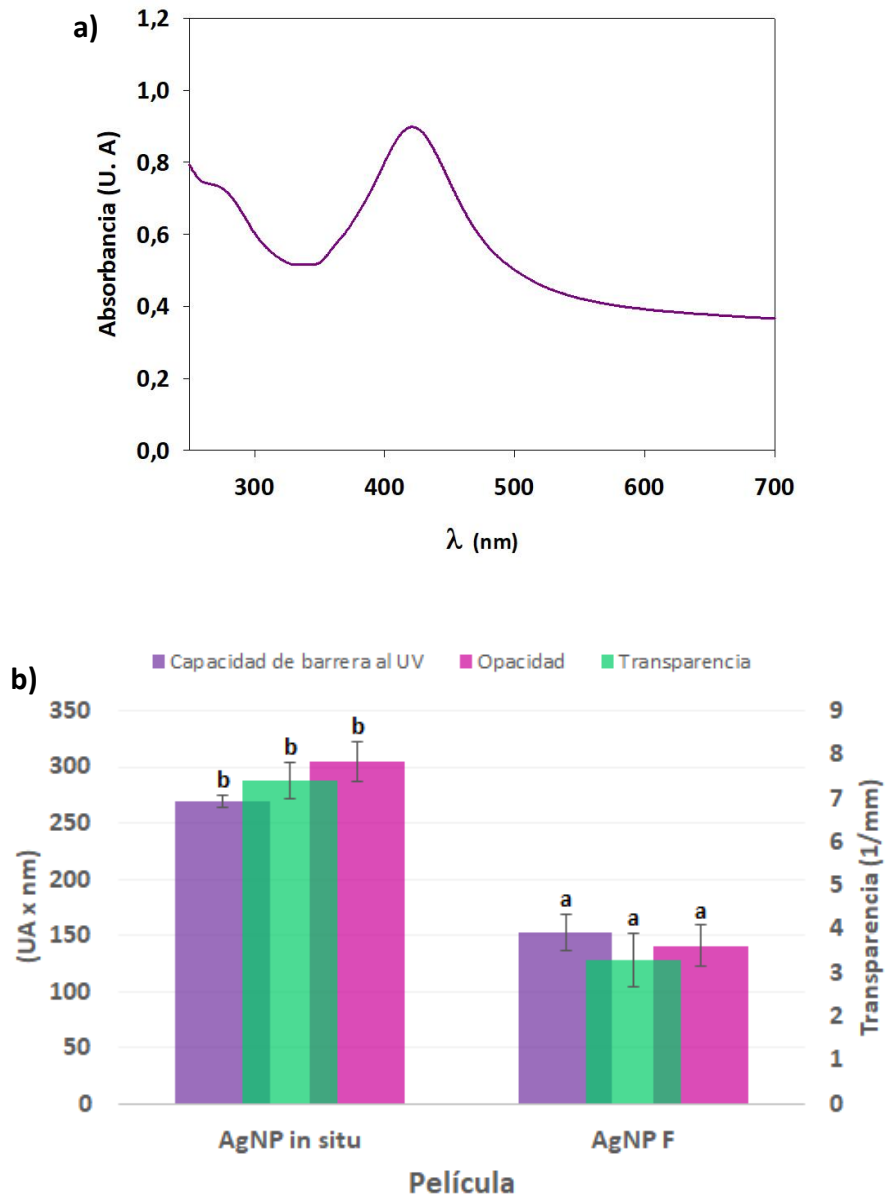 a)
1,2
1,0
0,8
0,6
0,4
0,2
0,0
Absorbancia (U. A)
300 400 500 600 700
λ (nm)
b)
Capacidad de barrera al UV Opacidad Transparencia
350
300
250
200
150
100
50
0
(UA x nm)
b b b
a a a
9
8
7
6
5
4
3
2
1
0
Transparencia (1/mm)
AgNP in situ AgNP F
Película